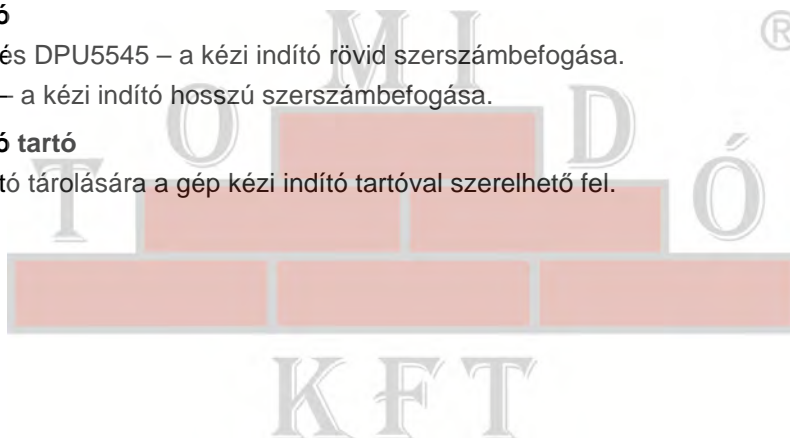 ó
és DPU5545 – a kézi indító rövid szerszámbefogása.
– a kézi indító hosszú szerszámbefogása.
ó tartó
tó tárolására a gép kézi indító tartóval szerelhető fel.
TOMIDÓ ®
KFT